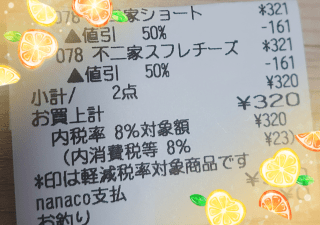 078 不二家ショート *321
▲値引 50% -161
078 不二家スフレチーズ *321
▲値引 50% -161
小計/ 2点 ¥320
お買上計 ¥320
内税率 8%対象額 ¥320
(内消費税等 8% ¥23)
*印は軽減税率対象商品です
nanaco支払
お釣り